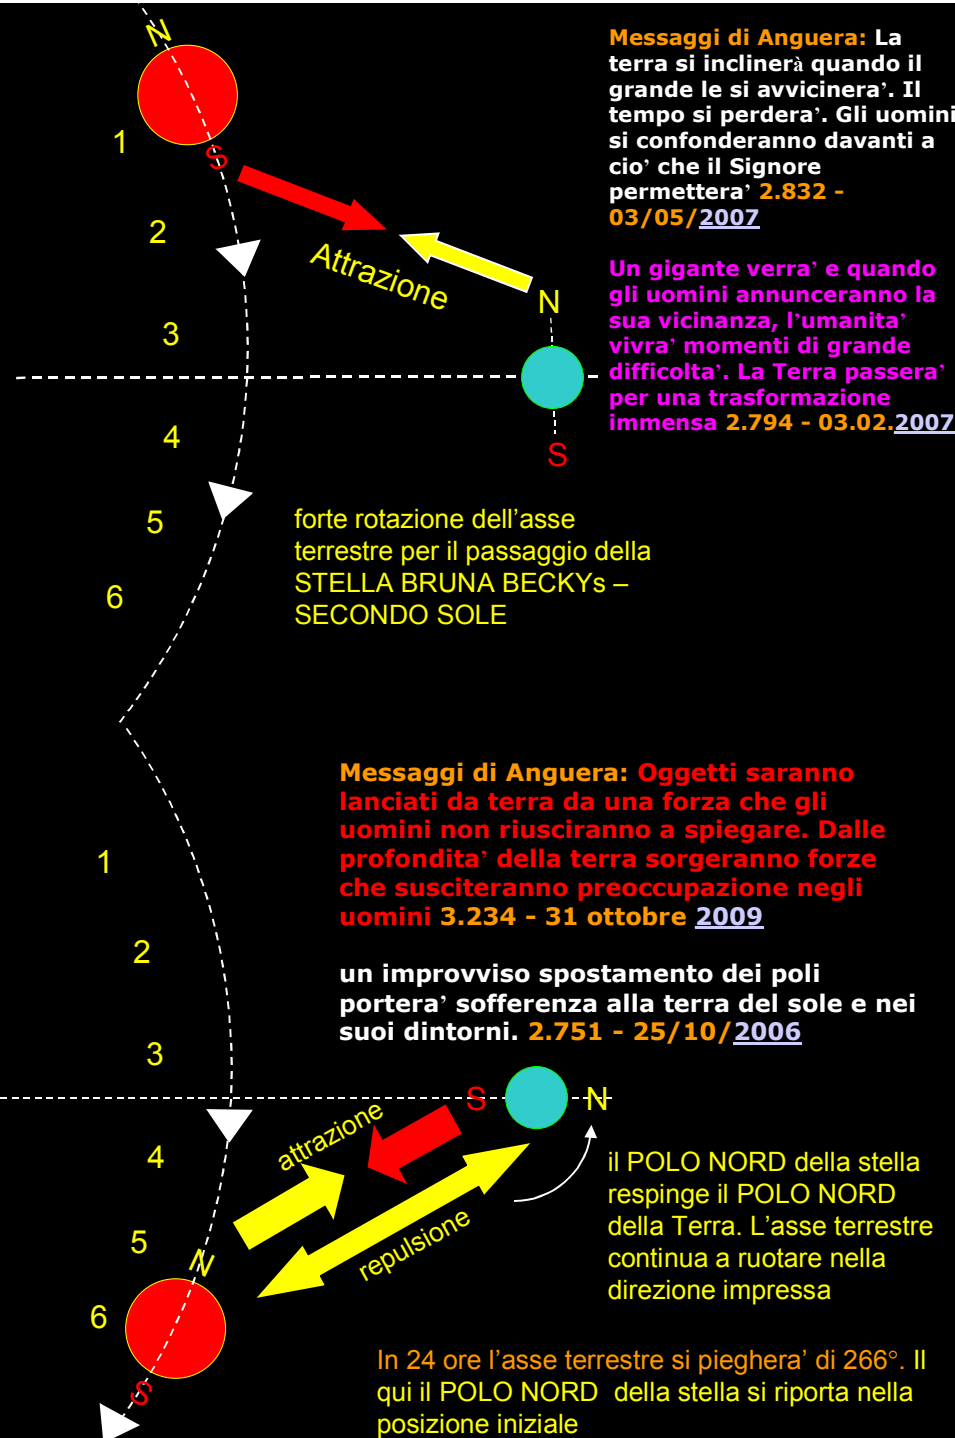 N
Messaggi di Anguera: La
terra si inclinerà quando il
grande le si avvicinera'. Il
tempo si perdera'. Gli uomini
si confonderanno davanti a
cio' che il Signore
permettera' 2.832 -
03/05/2007
1
S
2
Attrazione
Un gigante verra' e quando
gli uomini annunceranno la
sua vicinanza, l'umanita'
vivra' momenti di grande
difficolta'. La Terra passera'
per una trasformazione
immensa 2.794 - 03.02.2007
N
3
4
S
5
forte rotazione dell'asse
terrestre per il passaggio della
STELLA BRUNA BECKYs –
SECONDO SOLE
6
Messaggi di Anguera: Oggetti saranno
lanciati da terra da una forza che gli
uomini non riusciranno a spiegare. Dalle
profondita' della terra sorgeranno forze
che susciteranno preoccupazione negli
uomini 3.234 - 31 ottobre 2009
1
2
un improvviso spostamento dei poli
portera' sofferenza alla terra del sole e nei
suoi dintorni. 2.751 - 25/10/2006
3
S
N
attrazione
4
repulsione
il POLO NORD della stella
respinge il POLO NORD
della Terra. L'asse terrestre
continua a ruotare nella
direzione impressa
5
N
6
S
In 24 ore l'asse terrestre si pieghera' di 266°. Il
qui il POLO NORD della stella si riporta nella
posizione iniziale